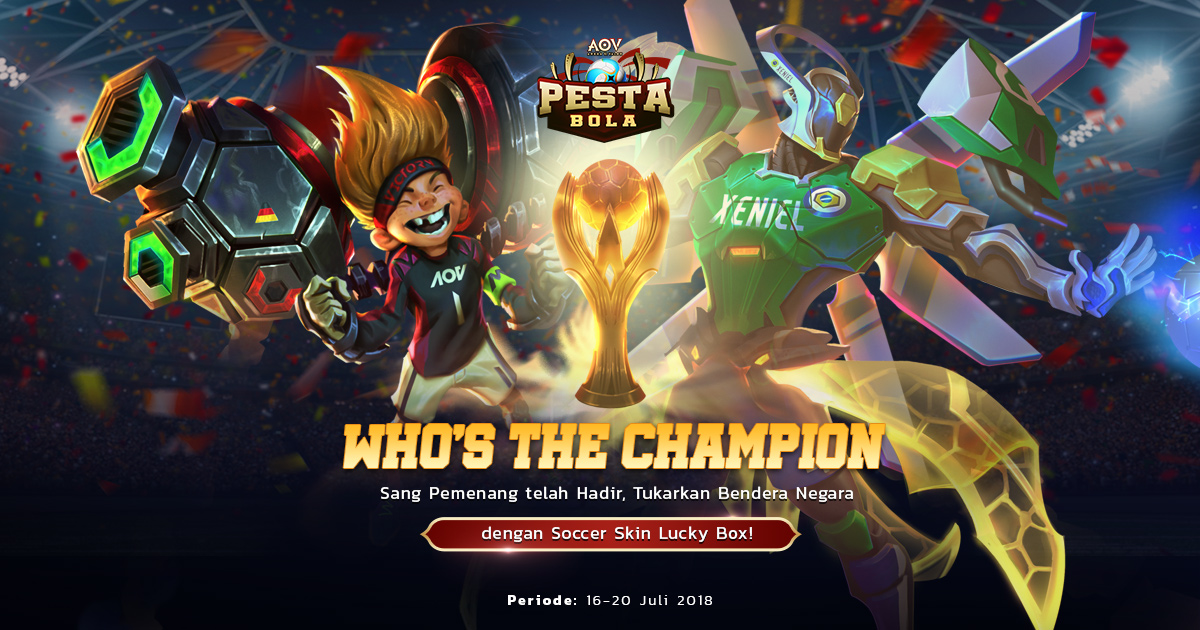 AOV
PESTA
BOLA
XENIEL
AOV
XENIEL
WHO'S THE CHAMPION
Sang Pemenang telah Hadir, Tukarkan Bendera Negara
dengan Soccer Skin Lucky Box!
Periode: 16-20 Juli 2018